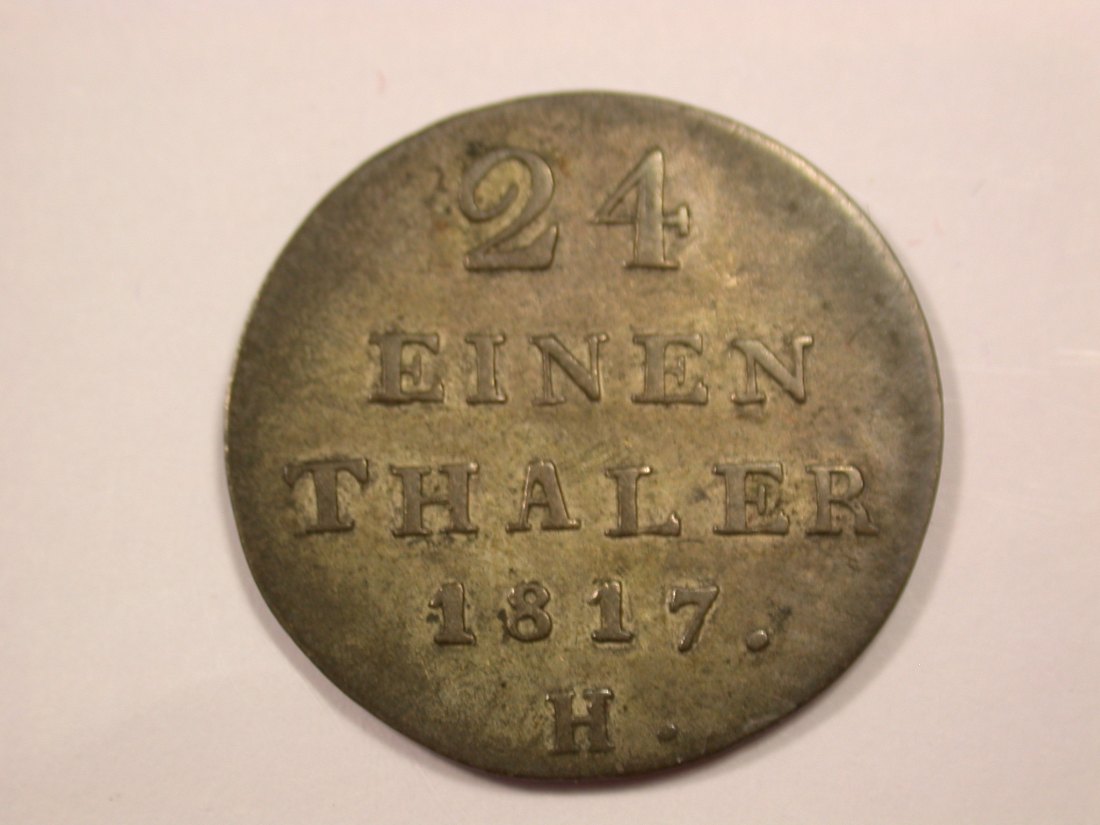 24
EINEN
THALER
1817.
H.